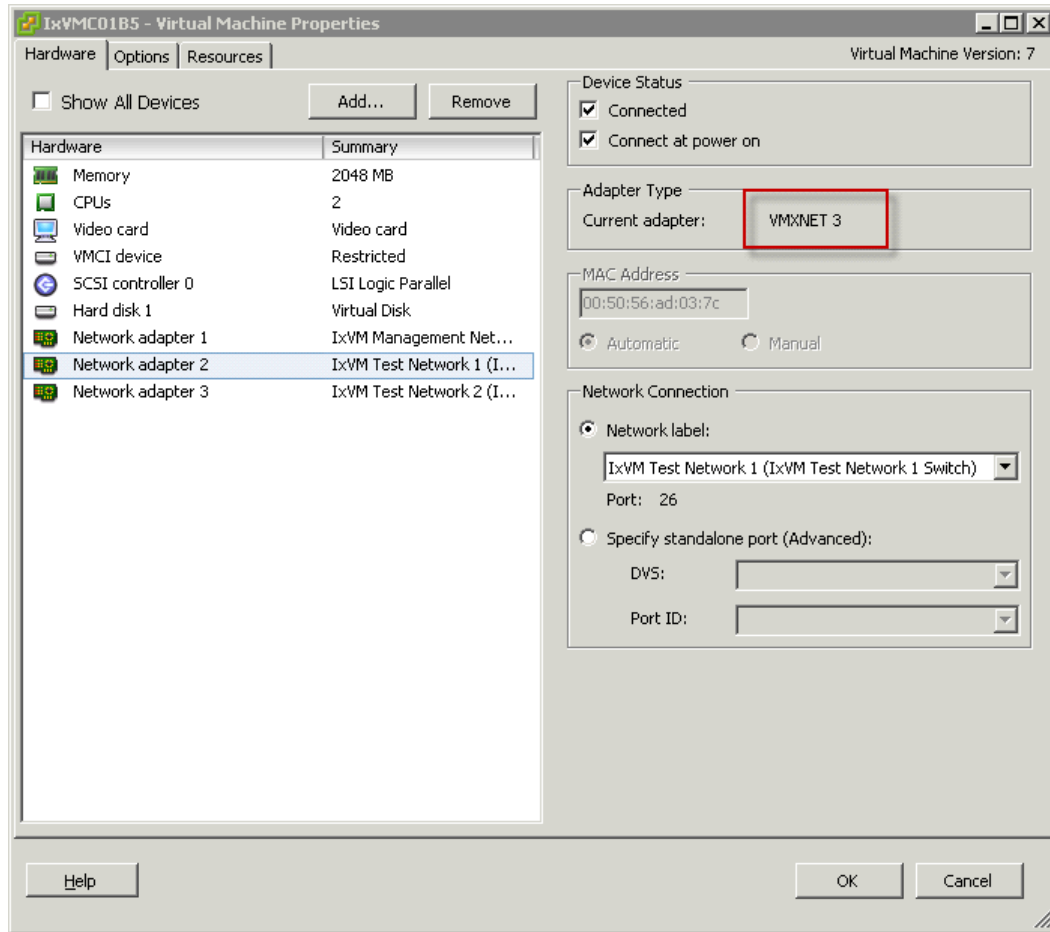 IxVMC01B5 - Virtual Machine Properties
Hardware Options Resources Virtual Machine Version: 7
Show All Devices Add... Remove
Hardware Summary
Memory 2048 MB
CPUs 2
Video card Video card
VMCI device Restricted
SCSI controller 0 LSI Logic Parallel
Hard disk 1 Virtual Disk
Network adapter 1 IxVM Management Net...
Network adapter 2 IxVM Test Network 1 (I...
Network adapter 3 IxVM Test Network 2 (I...
Device Status
Connected
Connect at power on
Adapter Type
Current adapter: VMXNET 3
MAC Address
00:50:56:ad:03:7c
Automatic Manual
Network Connection
Network label:
IxVM Test Network 1 (IxVM Test Network 1 Switch)
Port: 26
Specify standalone port (Advanced):
DVS:
Port ID:
Help OK Cancel